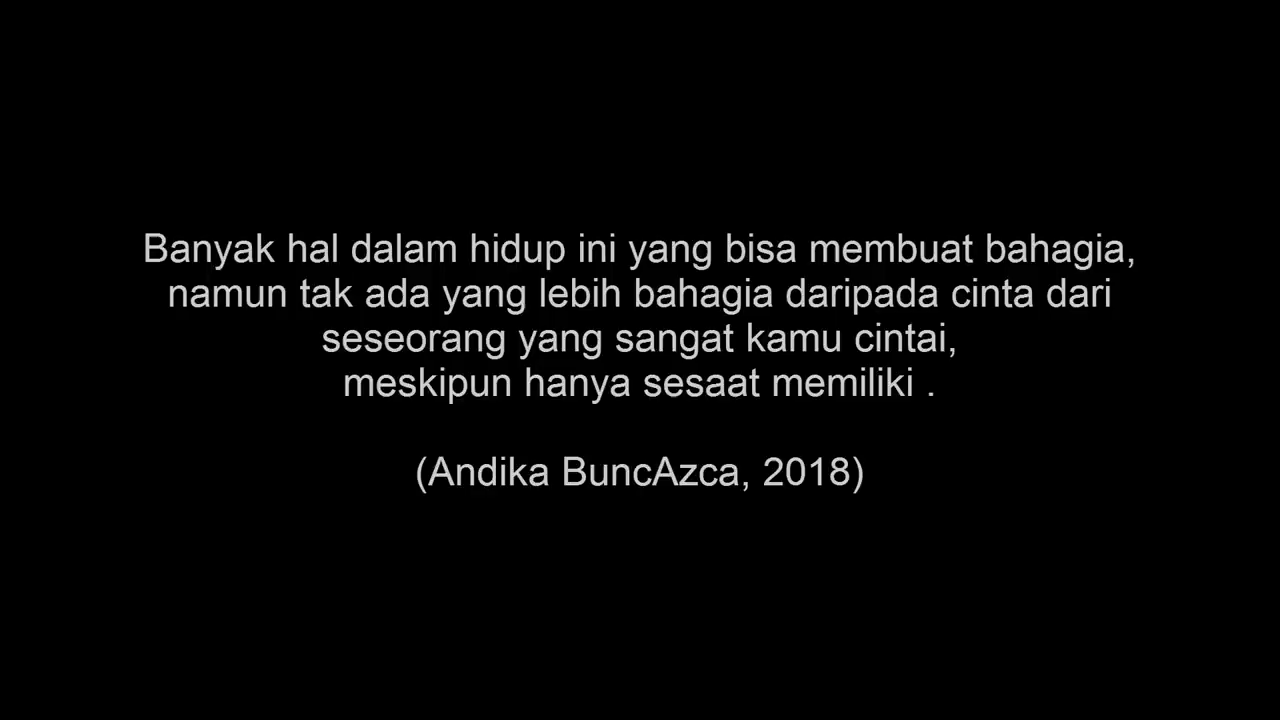 Banyak hal dalam hidup ini yang bisa membuat bahagia,
namun tak ada yang lebih bahagia daripada cinta dari
seseorang yang sangat kamu cintai,
meskipun hanya sesaat memiliki .
(Andika BuncAzca, 2018)